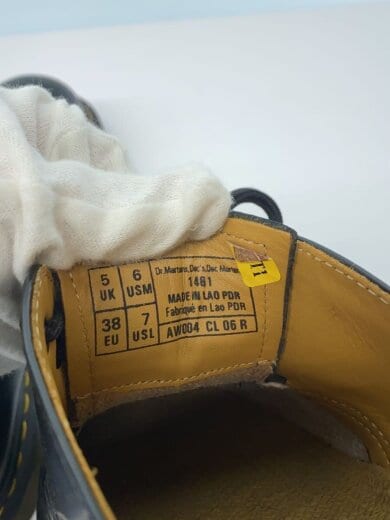 5 UK
6 USM
38 EU
7 USL
Dr. Martens, Doc's, Doc Martens
1461
MADE IN LAO PDR
Fabriqué en Lao PDR
AW004 CL 06 R